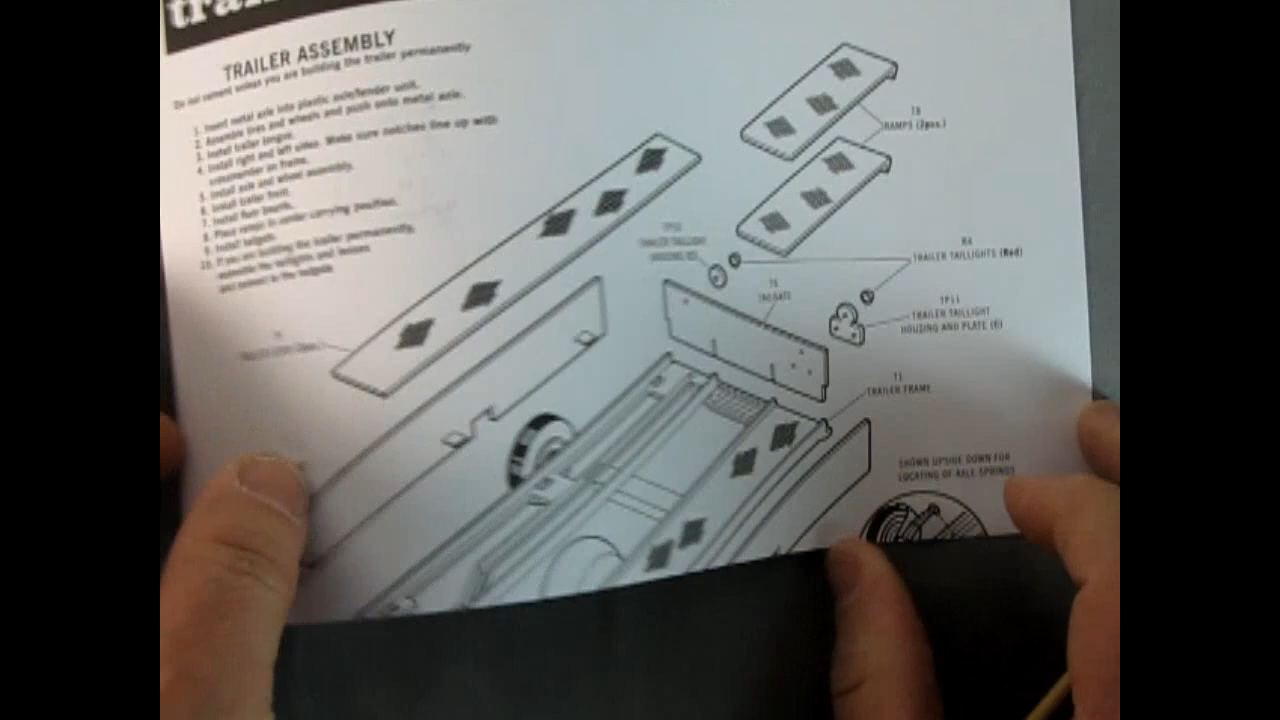 TRAILER ASSEMBLY
Do not cement unless you are building the trailer permanently
1. Insert metal axle into plastic axle/fender unit.
2. Assemble tires and wheels and push onto metal axle.
3. Install trailer tongue.
4. Install right and left sides. Make sure notches line up with
crossmember on frame.
5. Install axle and wheel assembly.
6. Install trailer front.
7. Install floor boards.
8. Place ramps in center carrying position.
9. Install tailgate.
10. If you are building the trailer permanently,
assemble the taillights and
and cement to the tailgate.
T8
RAMPS (2pcs.)
TRAILER TAILLIGHT
HOUSING
TRAILER TAILLIGHTS (Red)
TAILGATE
TP11
TRAILER TAILLIGHT
HOUZING AND PLATE
T1
TRAILER FRAME
SHOWN UPSIDE DOWN FOR
LOCATING OF AXLE SPRINGS